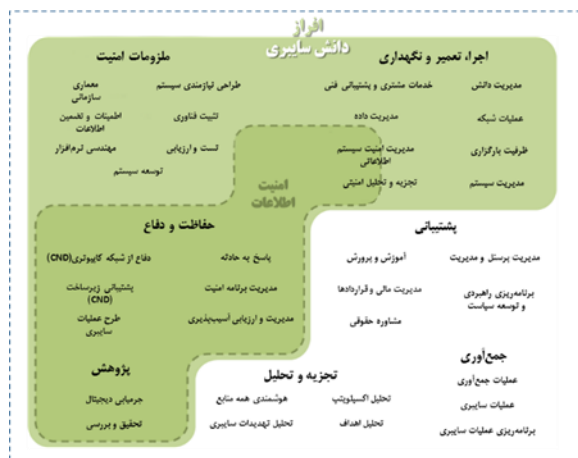 افراز
دانش سایبری
اجرا، تعمیر و نگهداری
مدیریت دانش
خدمات مشتری و پشتیبانی فنی
عملیات شبکه
مدیریت داده
ظرفیت بارگزاری
مدیریت امنیت سیستم
اطلاعاتی
مدیریت سیستم
تجزیه و تحلیل امنیتی
ملزومات امنیت
طراحی نیازمندی سیستم
معماری
سازمانی
تثبیت فناوری
اطمینات و تضمین
اطلاعات
تست و ارزیابی
مهندسی نرم‌افزار
توسعه سیستم
امنیت
اطلاعات
حفاظت و دفاع
پاسخ به حادثه
دفاع از شبکه کاپیوتری(CND)
مدیریت برنامه امنیت
پشتیبانی زیرساخت
(CND)
مدیریت و ارزیابی آسیب‌پذیری
طرح عملیات
سایبری
پشتیبانی
مدیریت پرسنل و مدیریت
آموزش و پرورش
برنامه‌ریزی راهبردی
و توسعه سیاست
مدیریت مالی و قراردادها
مشاوره حقوقی
جمع‌آوری
عملیات جمع‌آوری
عملیات سایبری
برنامه‌ریزی عملیات سایبری
تجزیه و تحلیل
تحلیل اکسپلویتپ
هوشمندی همه منابع
تحلیل اهداف
تحلیل تهدیدات سایبری
پژوهش
جرمیابی دیجیتال
تحقیق و بررسی